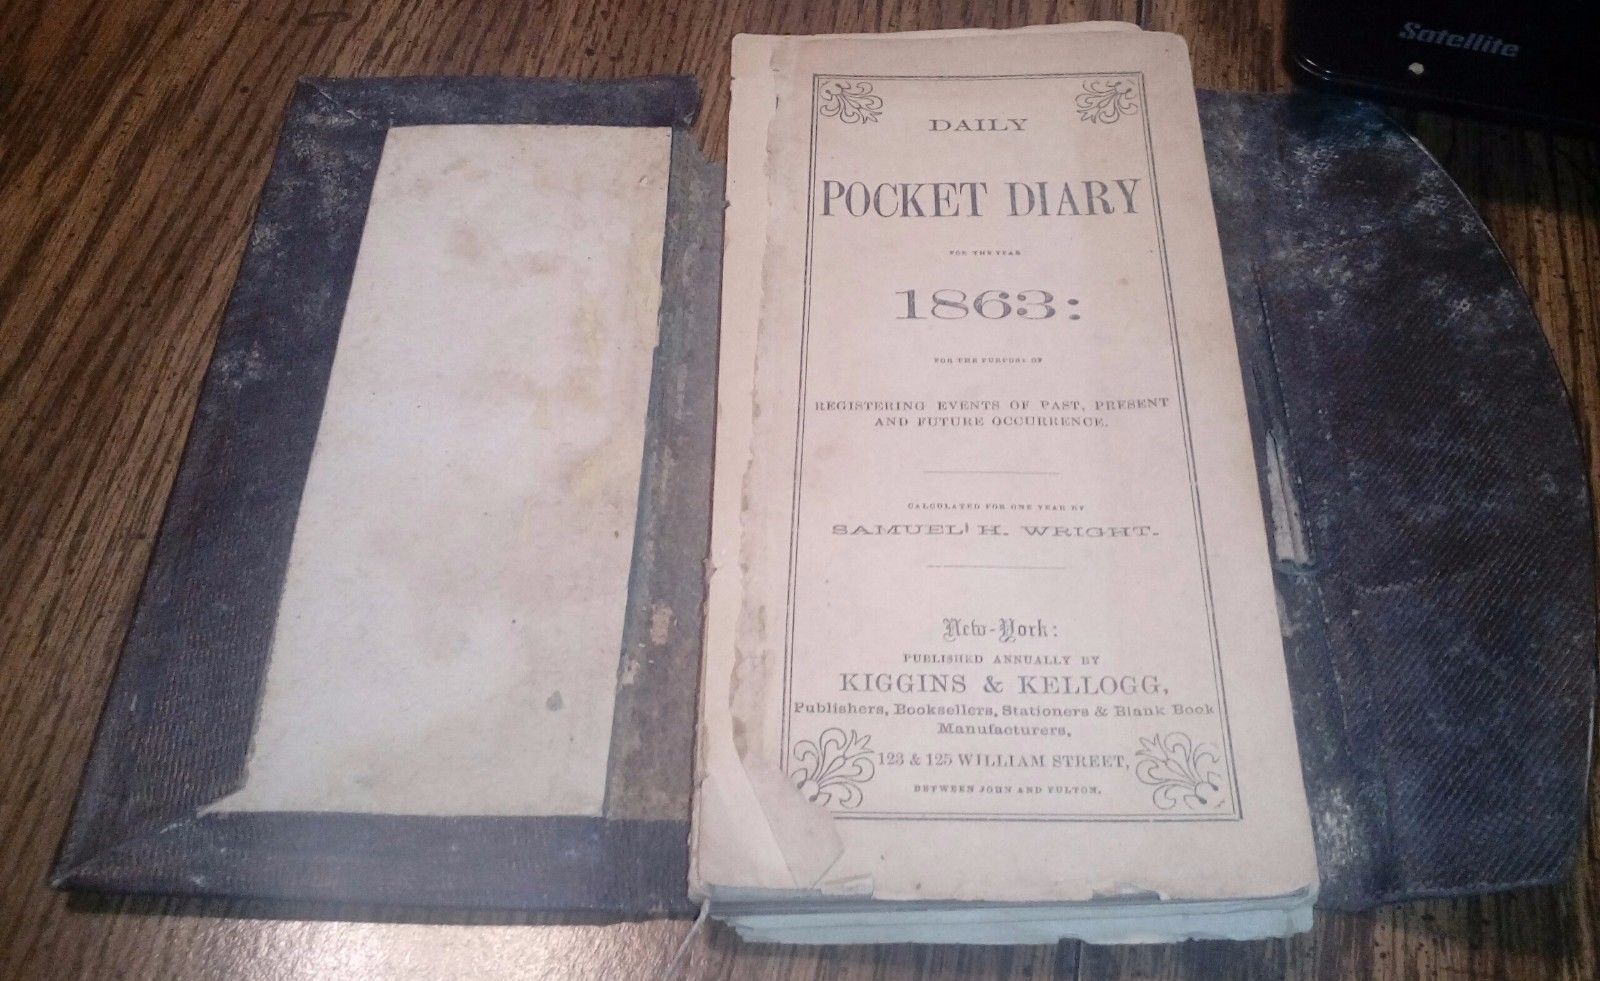 Satellite
DAILY
POCKET DIARY
FOR THE YEAR
1863:
FOR THE PURPOSE OF
REGISTERING EVENTS OF PAST, PRESENT
AND FUTURE OCCURRENCE.
CALCULATED FOR ONE YEAR BY
SAMUEL H. WRIGHT.
New-York:
PUBLISHED ANNUALLY BY
KIGGINS & KELLOGG,
Publishers, Booksellers, Stationers & Blank Book
Manufacturers,
123 & 125 WILLIAM STREET,
BETWEEN JOHN AND FULTON.